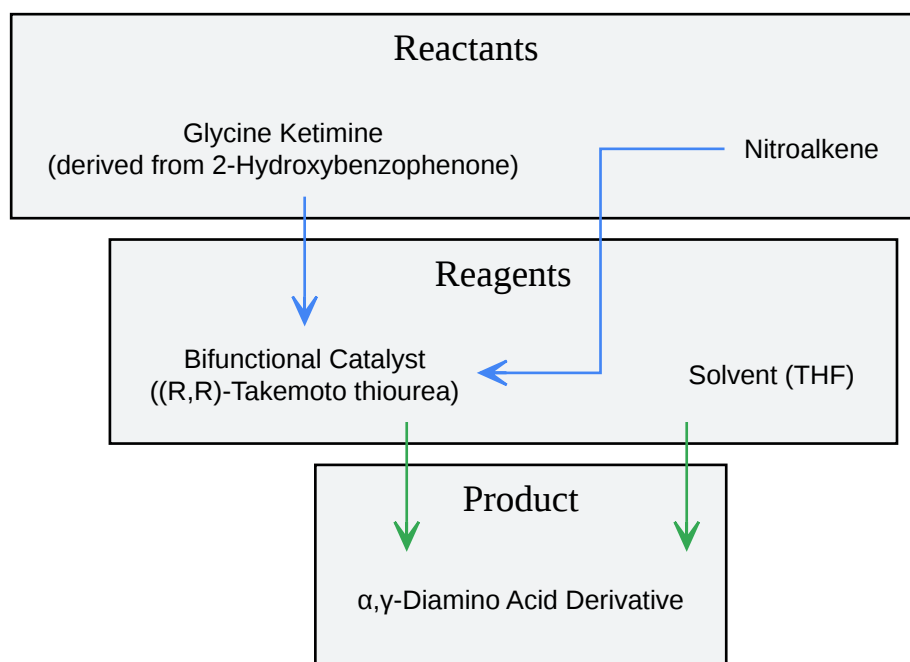 Reactants
Glycine Ketimine
(derived from 2-Hydroxybenzophenone)
Nitroalkene
Reagents
Bifunctional Catalyst
((R,R)-Takemoto thiourea)
Solvent (THF)
Product
α,γ-Diamino Acid Derivative